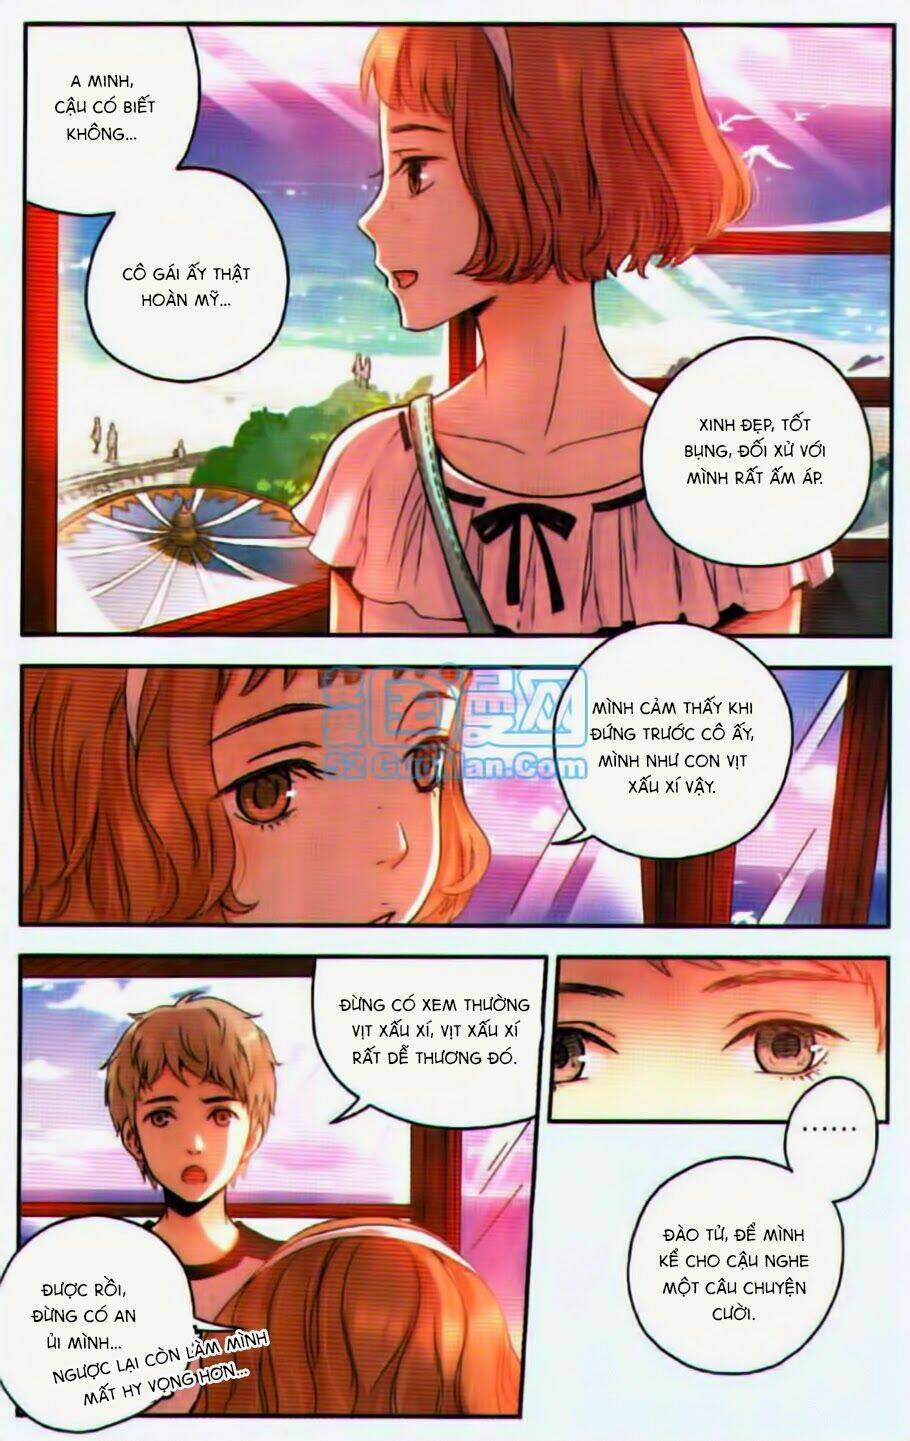 A MINH,
CẬU CÓ BIẾT
KHÔNG...
CÔ GÁI ẤY THẬT
HOÀN MỸ...
XINH ĐẸP, TỐT
BỤNG, ĐỐI XỬ VỚI
MÌNH RẤT ẤM ÁP.
国漫网
52GuoMan.Com
MÌNH CẢM THẤY KHI
ĐỨNG TRƯỚC CÔ ẤY,
MÌNH NHƯ CON VỊT
XẤU XÍ VẬY.
ĐỪNG CÓ XEM THƯỜNG
VỊT XẤU XÍ, VỊT XẤU XÍ
RẤT DỄ THƯƠNG ĐÓ.
ĐƯỢC RỒI,
ĐỪNG CÓ AN
ỦI MÌNH...
NGƯỢC LẠI CÒN LÀM MÌNH
MẤT HY VỌNG HƠN...
......
ĐÀO TỬ, ĐỂ MÌNH
KỂ CHO CẬU NGHE
MỘT CÂU CHUYỆN
CƯỜI.